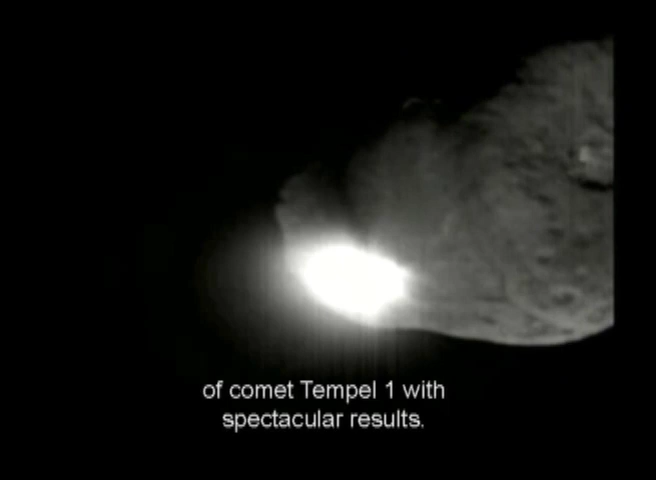 of comet Tempel 1 with
spectacular results.